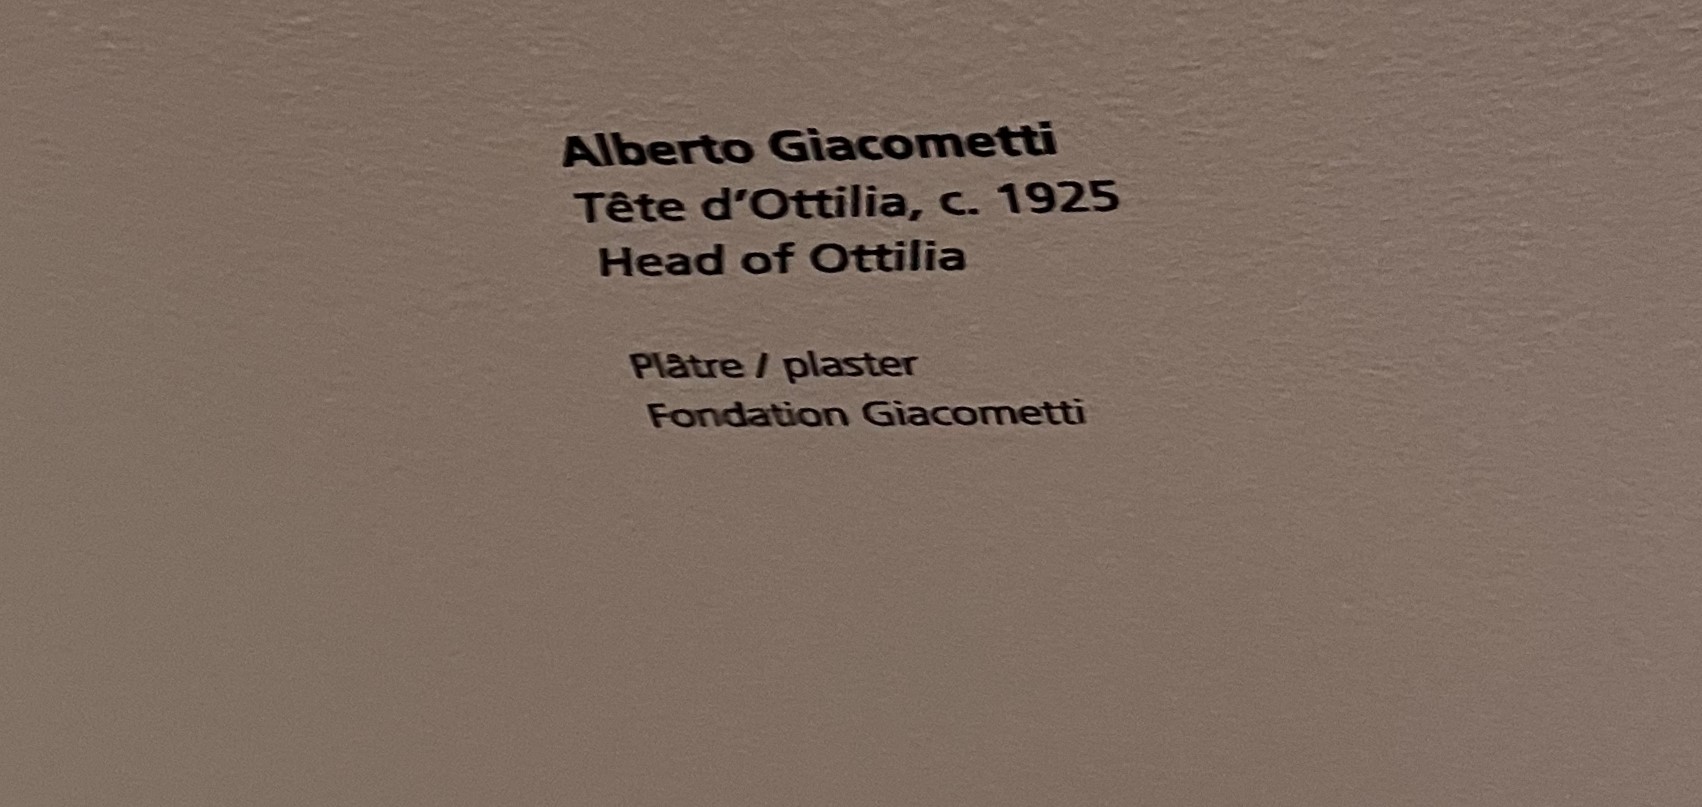 Alberto Giacometti
Tête d’Ottilia, c. 1925
Head of Ottilia
Plâtre / plaster
Fondation Giacometti